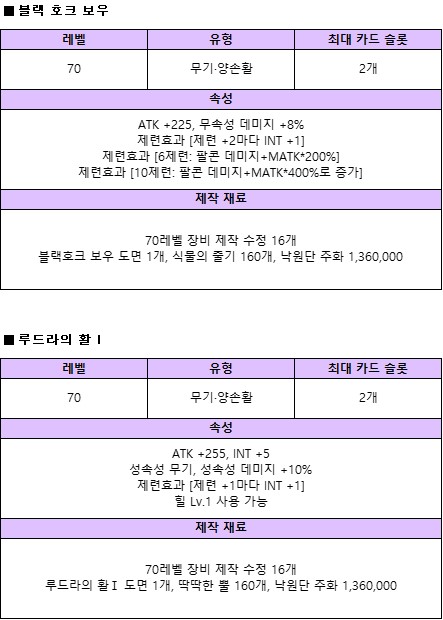 ■ 블랙 호크 보우
레벨 유형 최대 카드 슬롯
70 무기·양손활 2개
속성
ATK +225, 무속성 데미지 +8%
제련효과 [제련 +2마다 INT +1]
제련효과 [6제련: 팔콘 데미지+MATK*200%]
제련효과 [10제련: 팔콘 데미지+MATK*400%로 증가]
제작 재료
70레벨 장비 제작 수정 16개
블랙호크 보우 도면 1개, 식물의 줄기 160개, 낙원단 주화 1,360,000
■ 루드라의 활 I
레벨 유형 최대 카드 슬롯
70 무기·양손활 2개
속성
ATK +255, INT +5
성속성 무기, 성속성 데미지 +10%
제련효과 [제련 +1마다 INT +1]
힐 Lv.1 사용 가능
제작 재료
70레벨 장비 제작 수정 16개
루드라의 활 I 도면 1개, 딱딱한 뿔 160개, 낙원단 주화 1,360,000